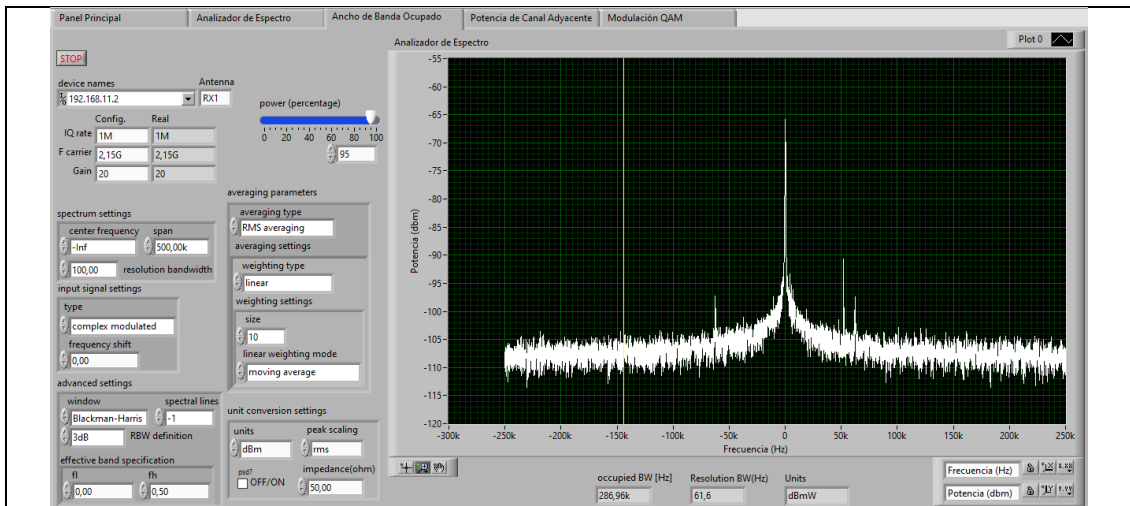 Panel Principal
Analizador de Espectro
Ancho de Banda Ocupado
Potencia de Canal Adyacente
Modulación QAM
STOP
device names
Antenna
192.168.11.2
RX1
Config.
Real
IQ rate
1M
1M
F carrier
2,15G
2,15G
Gain
20
20
power (percentage)
0 20 40 60 80 100
95
spectrum settings
center frequency
span
-Inf
500,00k
100,00
resolution bandwidth
input signal settings
type
complex modulated
frequency shift
0,00
advanced settings
window
spectral lines
Blackman-Harris
-1
3dB
RBW definition
effective band specification
fl
fh
0,00
0,50
averaging parameters
averaging type
RMS averaging
averaging settings
weighting type
linear
weighting settings
size
10
linear weighting mode
moving average
unit conversion settings
units
peak scaling
dBm
rms
psd?
OFF/ON
impedance(ohm)
50,00
Analizador de Espectro
Plot 0
Potencia (dbm)
-55
-60
-65
-70
-75
-80
-85
-90
-95
-100
-105
-110
-115
-120
-300k -250k -200k -150k -100k -50k 0 50k 100k 150k 200k 250k
Frecuencia (Hz)
occupied BW [Hz]
Resolution BW(Hz)
Units
286,96k
61,6
dBmW
Frecuencia (Hz)
Potencia (dbm)